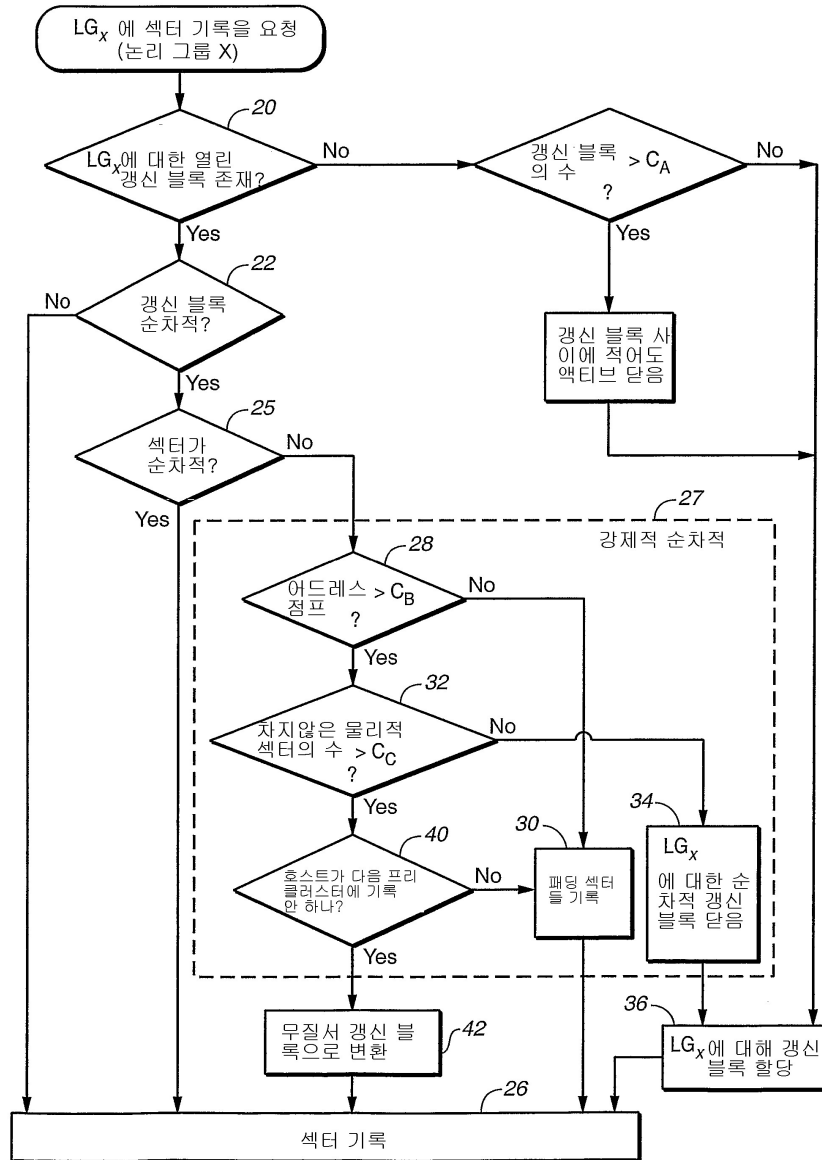 LGx 에 섹터 기록을 요청
(논리 그룹 X)
20
LGx에 대한 열린
갱신 블록 존재?
No
Yes
갱신 블록
의 수 > CA
?
No
Yes
22
갱신 블록
순차적?
No
Yes
갱신 블록 사
이에 적어도
액티브 닫음
25
섹터가
순차적?
No
Yes
27
강제적 순차적
28
어드레스 > CB
점프
?
No
Yes
32
차지않은 물리적
섹터의 수 > CC
?
No
Yes
40
호스트가 다음 프리
클러스터에 기록
안 하나?
No
Yes
30
패딩 섹터
들 기록
34
LGx
에 대한 순
차적 갱신
블록 닫음
무질서 갱신 블
록으로 변환
42
36
LGx에 대해 갱신
블록 할당
26
섹터 기록